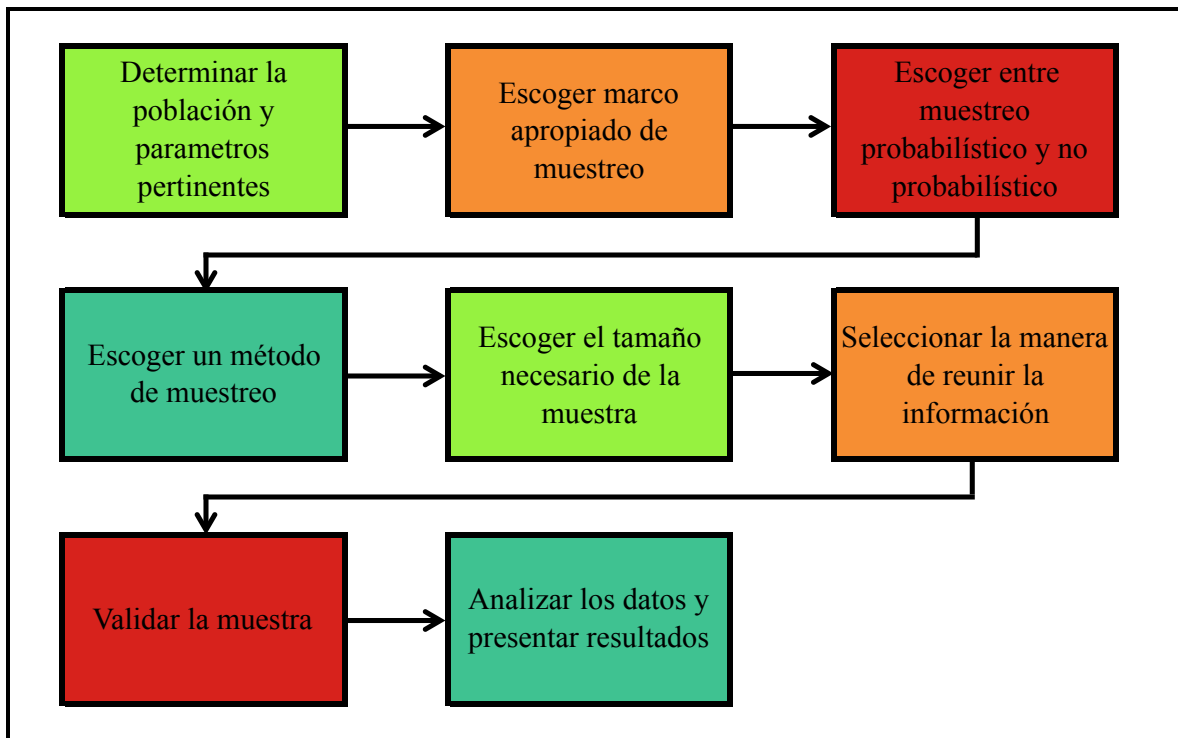 Determinar la
población y
parametros
pertinentes
Escoger marco
apropiado de
muestreo
Escoger entre
muestreo
probabilístico y no
probabilístico
Escoger un método
de muestreo
Escoger el tamaño
necesario de la
muestra
Seleccionar la manera
de reunir la
información
Validar la muestra
Analizar los datos y
presentar resultados